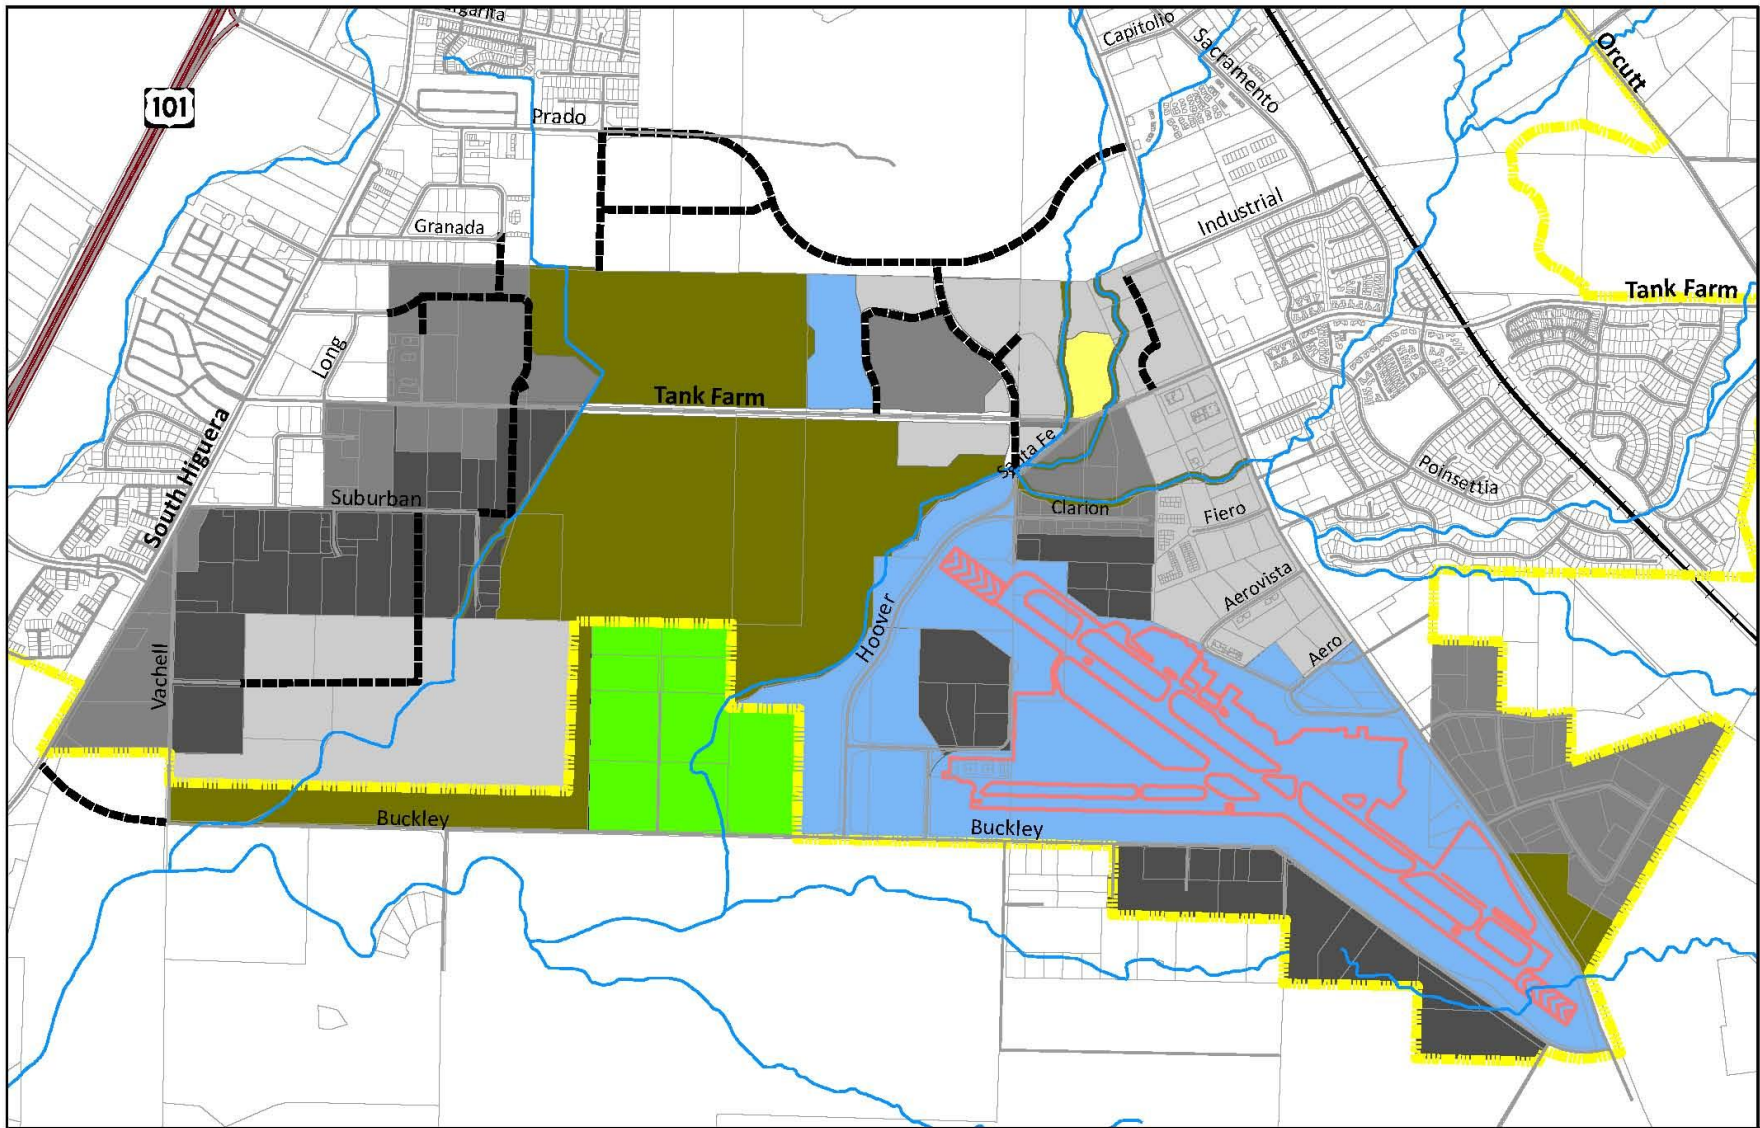 Capitolio
Sacramento
Orcutt
101
Prado
Industrial
Granada
Tank Farm
Long
Tank Farm
South Higuera
Santa Fe
Poinsettia
Suburban
Clarion
Fiero
Aerovista
Hoover
Aero
Vachell
Buckley
Buckley